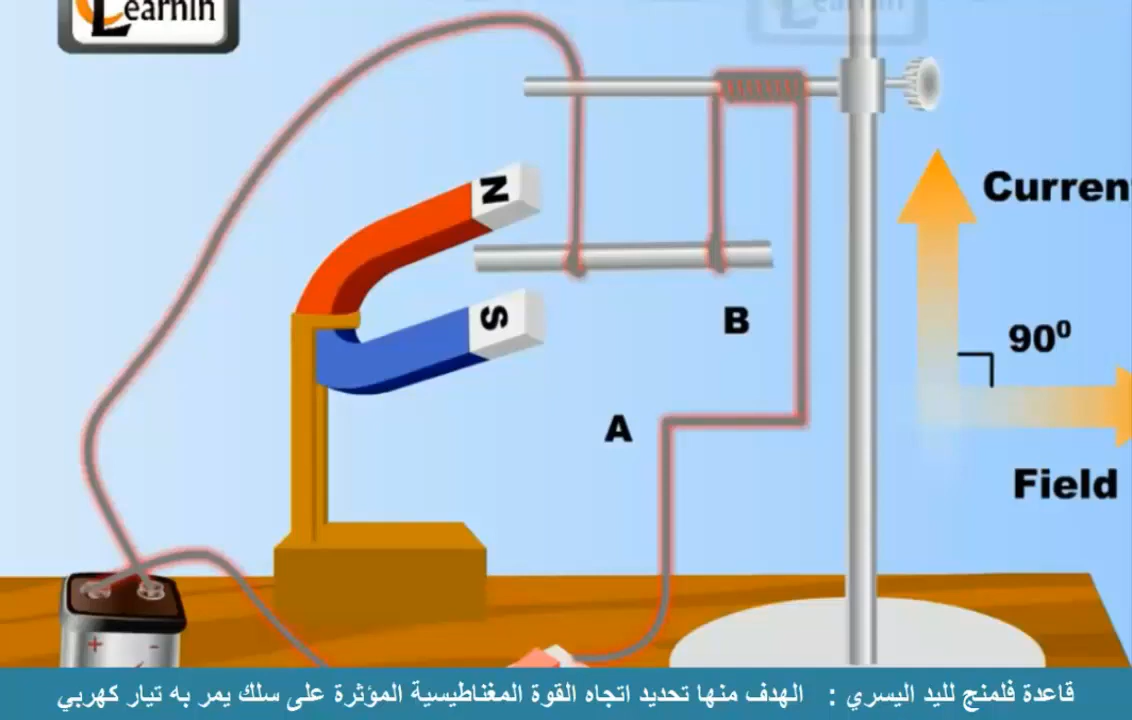 Learnin
N
Current
S
B
90⁰
A
Field
+ -
قاعدة فلمنج لليد اليسري : الهدف منها تحديد اتجاه القوة المغناطيسية المؤثرة على سلك يمر به تيار كهربي